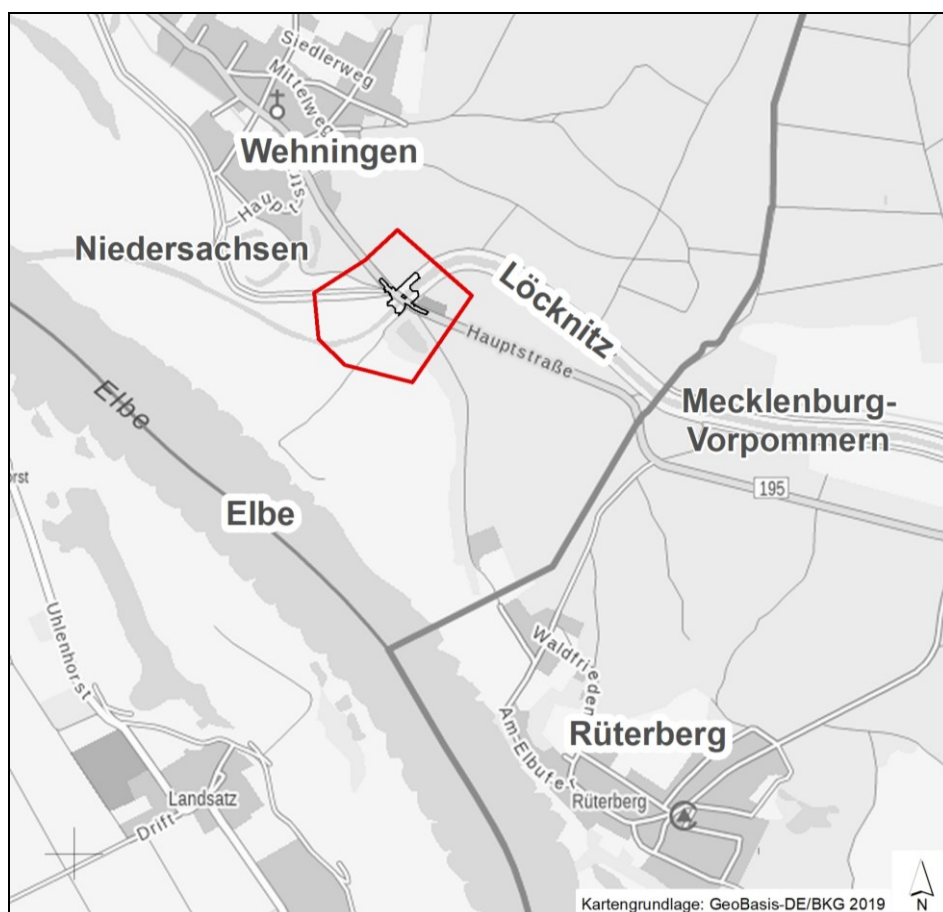 Siedlerweg
Mittelweg
Wehningen
Niedersachsen
Löcknitz
Hauptstraße
Mecklenburg-
Vorpommern
Elbe
195
Elbe
Uhlenhorst
Waldfrieden
Am-Elbufer
Rüterberg
Rüterberg
Landsatz
Drift
Kartengrundlage: GeoBasis-DE/BKG 2019
N